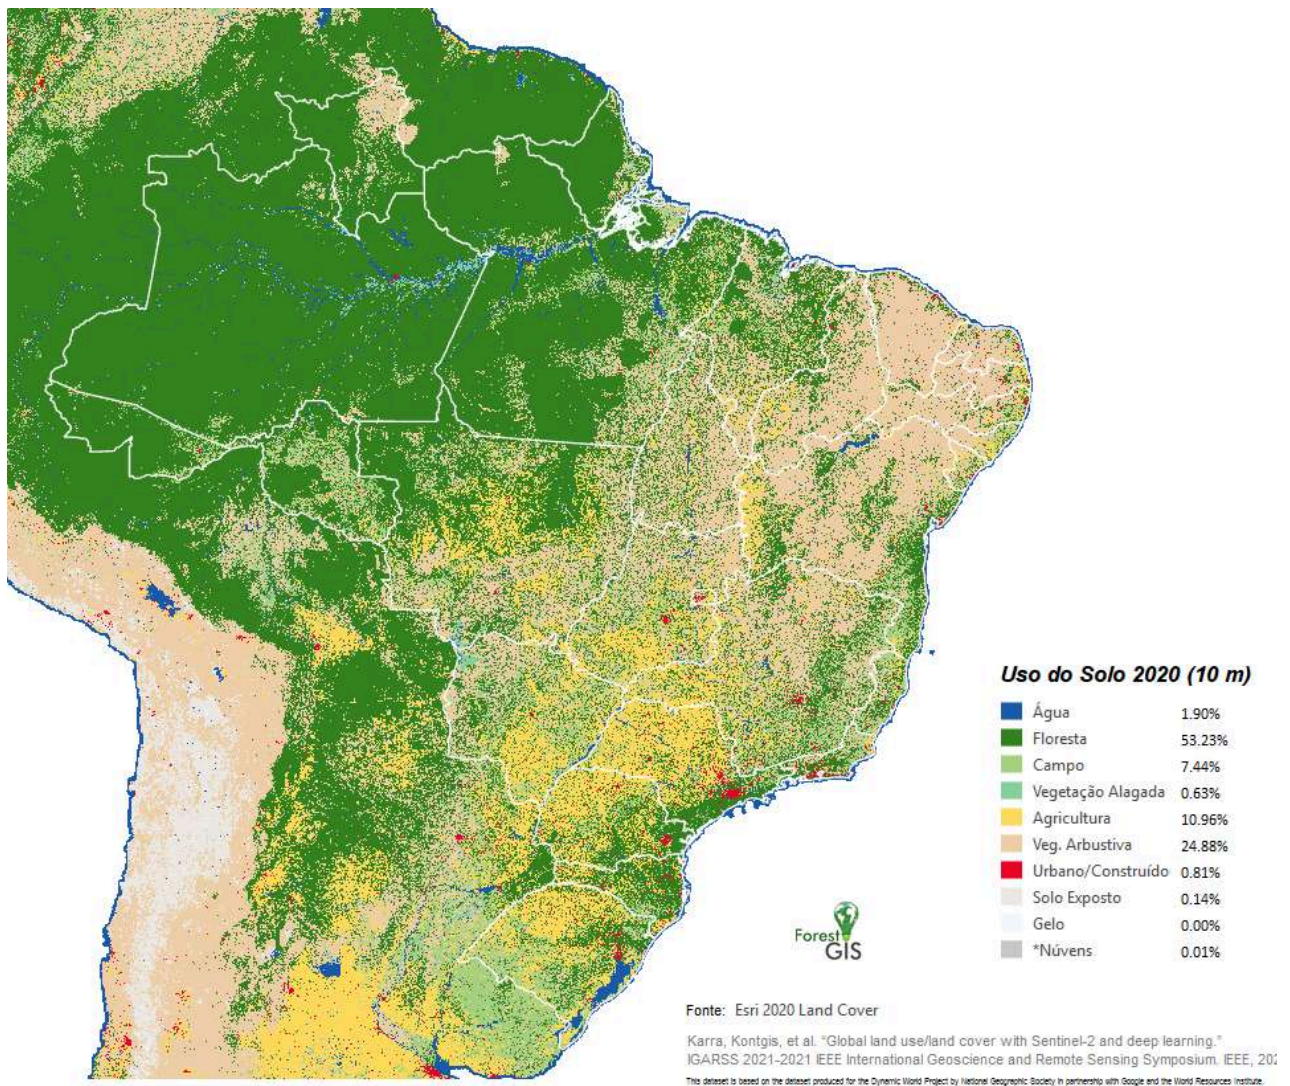 Uso do Solo 2020 (10 m)
Água 1.90%
Floresta 53.23%
Campo 7.44%
Vegetação Alagada 0.63%
Agricultura 10.96%
Veg. Arbustiva 24.88%
Urbano/Construído 0.81%
Solo Exposto 0.14%
Gelo 0.00%
*Núvens 0.01%
Forest
GIS
Fonte: Esri 2020 Land Cover
Karra, Kontgis, et al. “Global land use/land cover with Sentinel-2 and deep learning.”
IGARSS 2021-2021 IEEE International Geoscience and Remote Sensing Symposium. IEEE, 202
This dataset is based on the dataset produced for the Dynamic World Project by National Geographic Society in partnership with Google and the World Resources Institute.